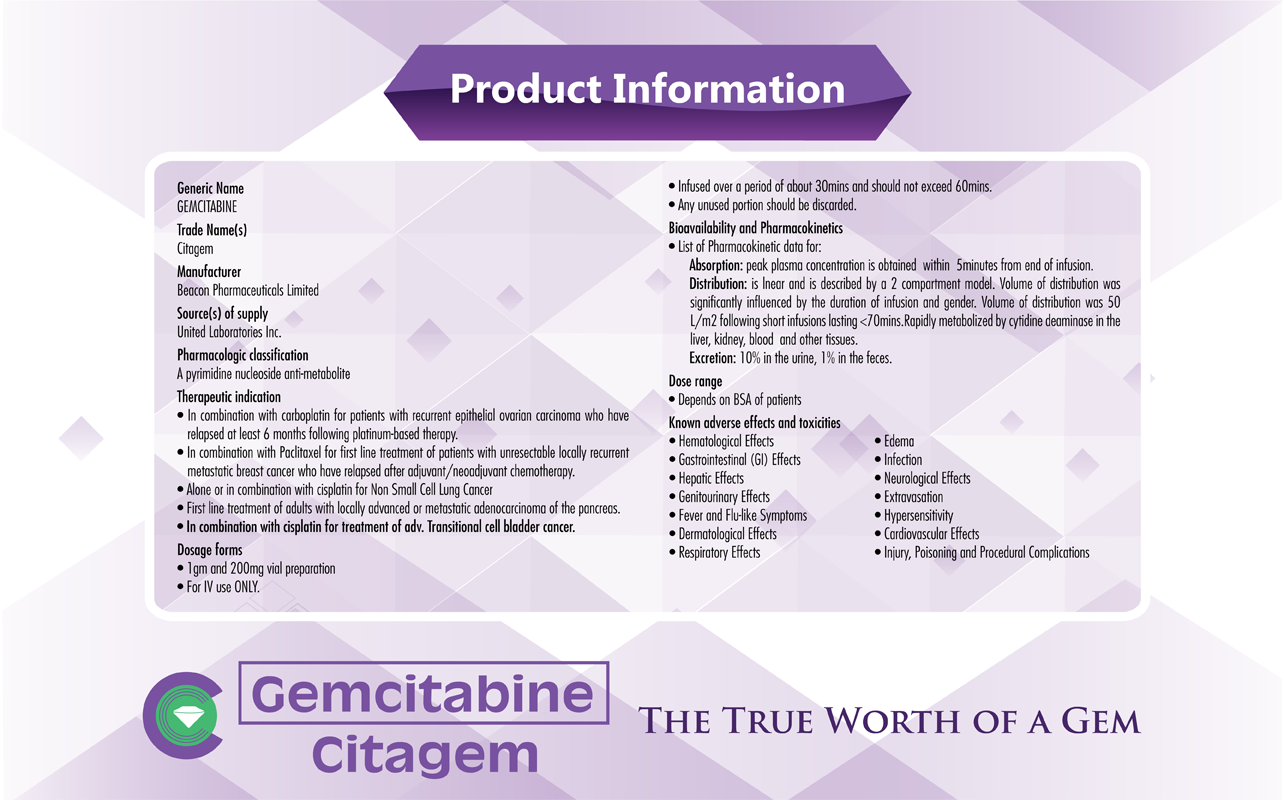 Product Information
Generic Name
GEMCITABINE
Trade Name(s)
Citagem
Manufacturer
Beacon Pharmaceuticals Limited
Source(s) of supply
United Laboratories Inc.
Pharmacologic classification
A pyrimidine nucleoside anti-metabolite
Therapeutic indication
• In combination with carboplatin for patients with recurrent epithelial ovarian carcinoma who have
relapsed at least 6 months following platinum-based therapy.
• In combination with Paclitaxel for first line treatment of patients with unresectable locally recurrent
metastatic breast cancer who have relapsed after adjuvant/neoadjuvant chemotherapy.
• Alone or in combination with cisplatin for Non Small Cell Lung Cancer
• First line treatment of adults with locally advanced or metastatic adenocarcinoma of the pancreas.
• In combination with cisplatin for treatment of adv. Transitional cell bladder cancer.
Dosage forms
• 1gm and 200mg vial preparation
• For IV use ONLY.
• Infused over a period of about 30mins and should not exceed 60mins.
• Any unused portion should be discarded.
Bioavailability and Pharmacokinetics
• List of Pharmacokinetic data for:
Absorption: peak plasma concentration is obtained within 5minutes from end of infusion.
Distribution: is lnear and is described by a 2 compartment model. Volume of distribution was
significantly influenced by the duration of infusion and gender. Volume of distribution was 50
L/m2 following short infusions lasting <70mins.Rapidly metabolized by cytidine deaminase in the
liver, kidney, blood and other tissues.
Excretion: 10% in the urine, 1% in the feces.
Dose range
• Depends on BSA of patients
Known adverse effects and toxicities
• Hematological Effects
• Gastrointestinal (GI) Effects
• Hepatic Effects
• Genitourinary Effects
• Fever and Flu-like Symptoms
• Dermatological Effects
• Respiratory Effects
• Edema
• Infection
• Neurological Effects
• Extravasation
• Hypersensitivity
• Cardiovascular Effects
• Injury, Poisoning and Procedural Complications
Gemcitabine
Citagem
THE TRUE WORTH OF A GEM